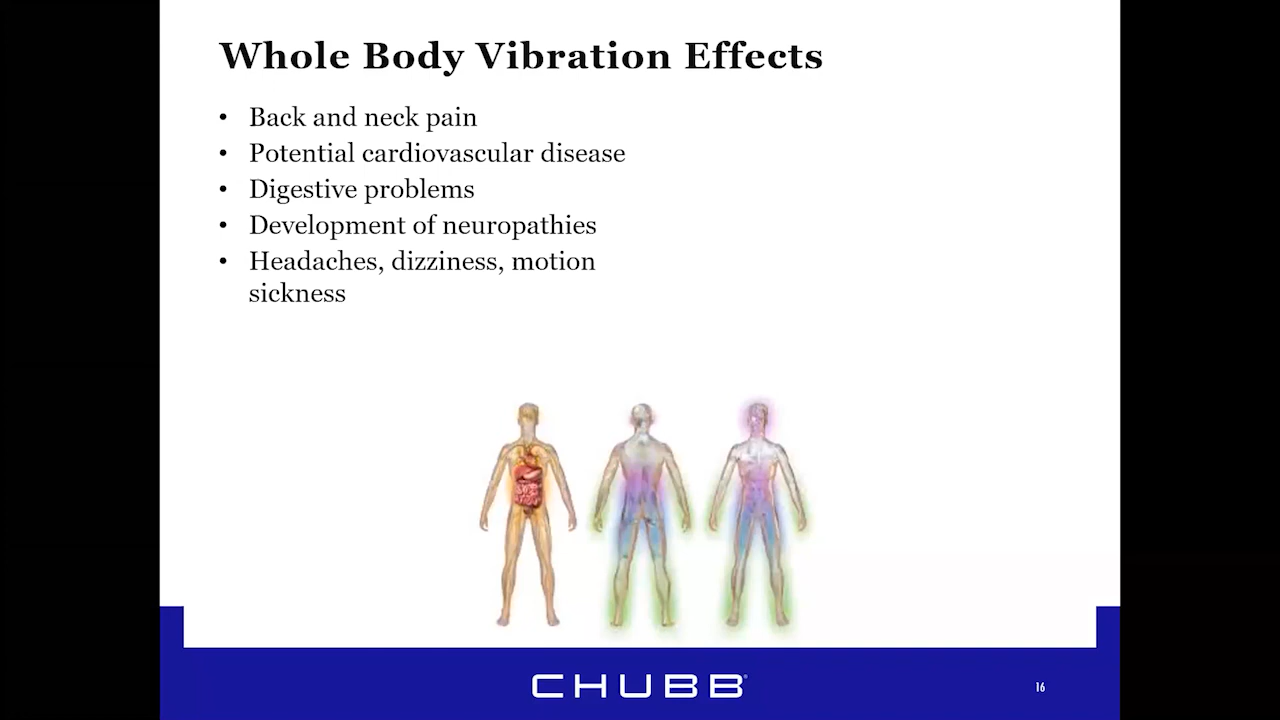 Whole Body Vibration Effects
• Back and neck pain
• Potential cardiovascular disease
• Digestive problems
• Development of neuropathies
• Headaches, dizziness, motion
sickness
CHUBB®
16